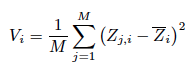 V_i = \frac{1}{M} \sum_{j=1}^{M} \left( Z_{j,i} - \overline{Z}_i \right)^2